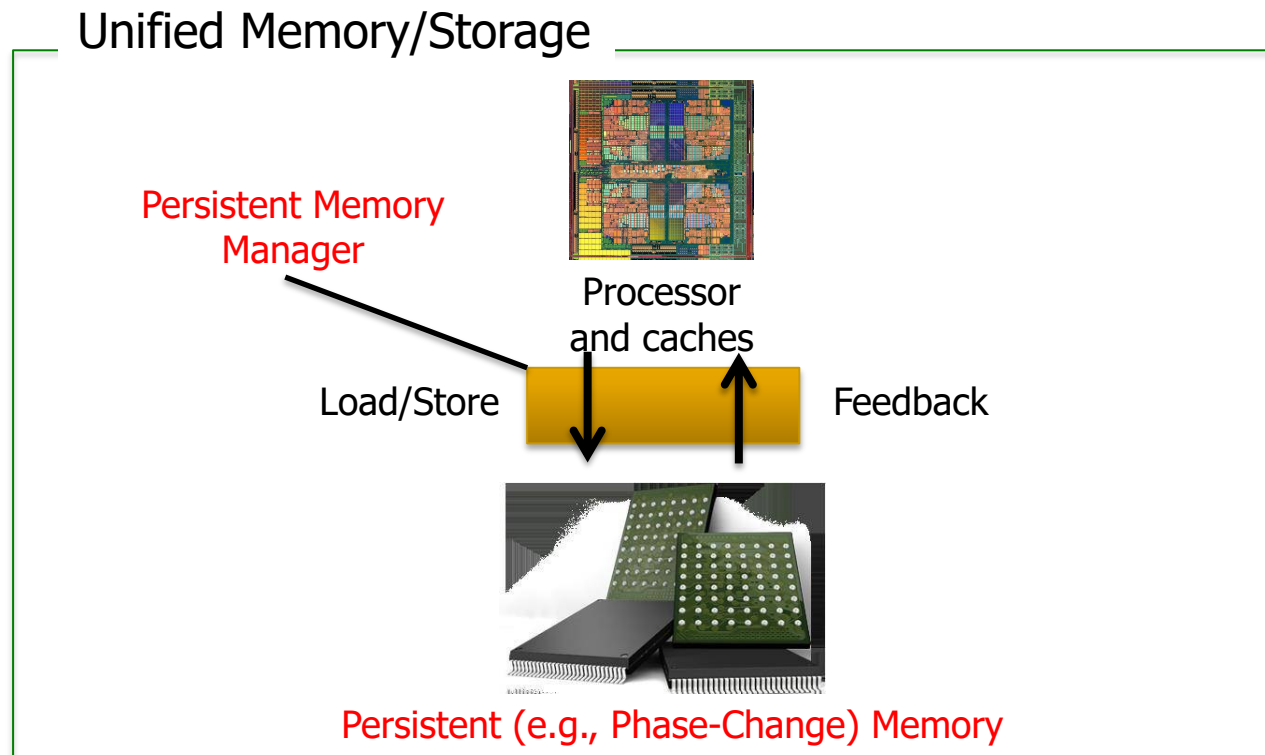 Unified Memory/Storage
Persistent Memory
Manager
Processor
and caches
Load/Store
Feedback
Persistent (e.g., Phase-Change) Memory